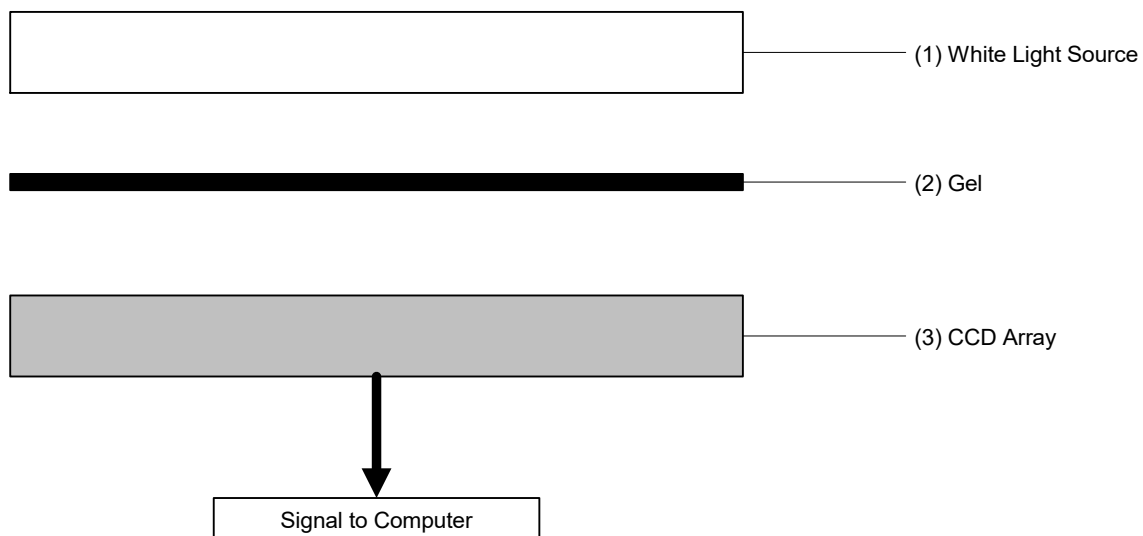 (1) White Light Source
(2) Gel
(3) CCD Array
Signal to Computer